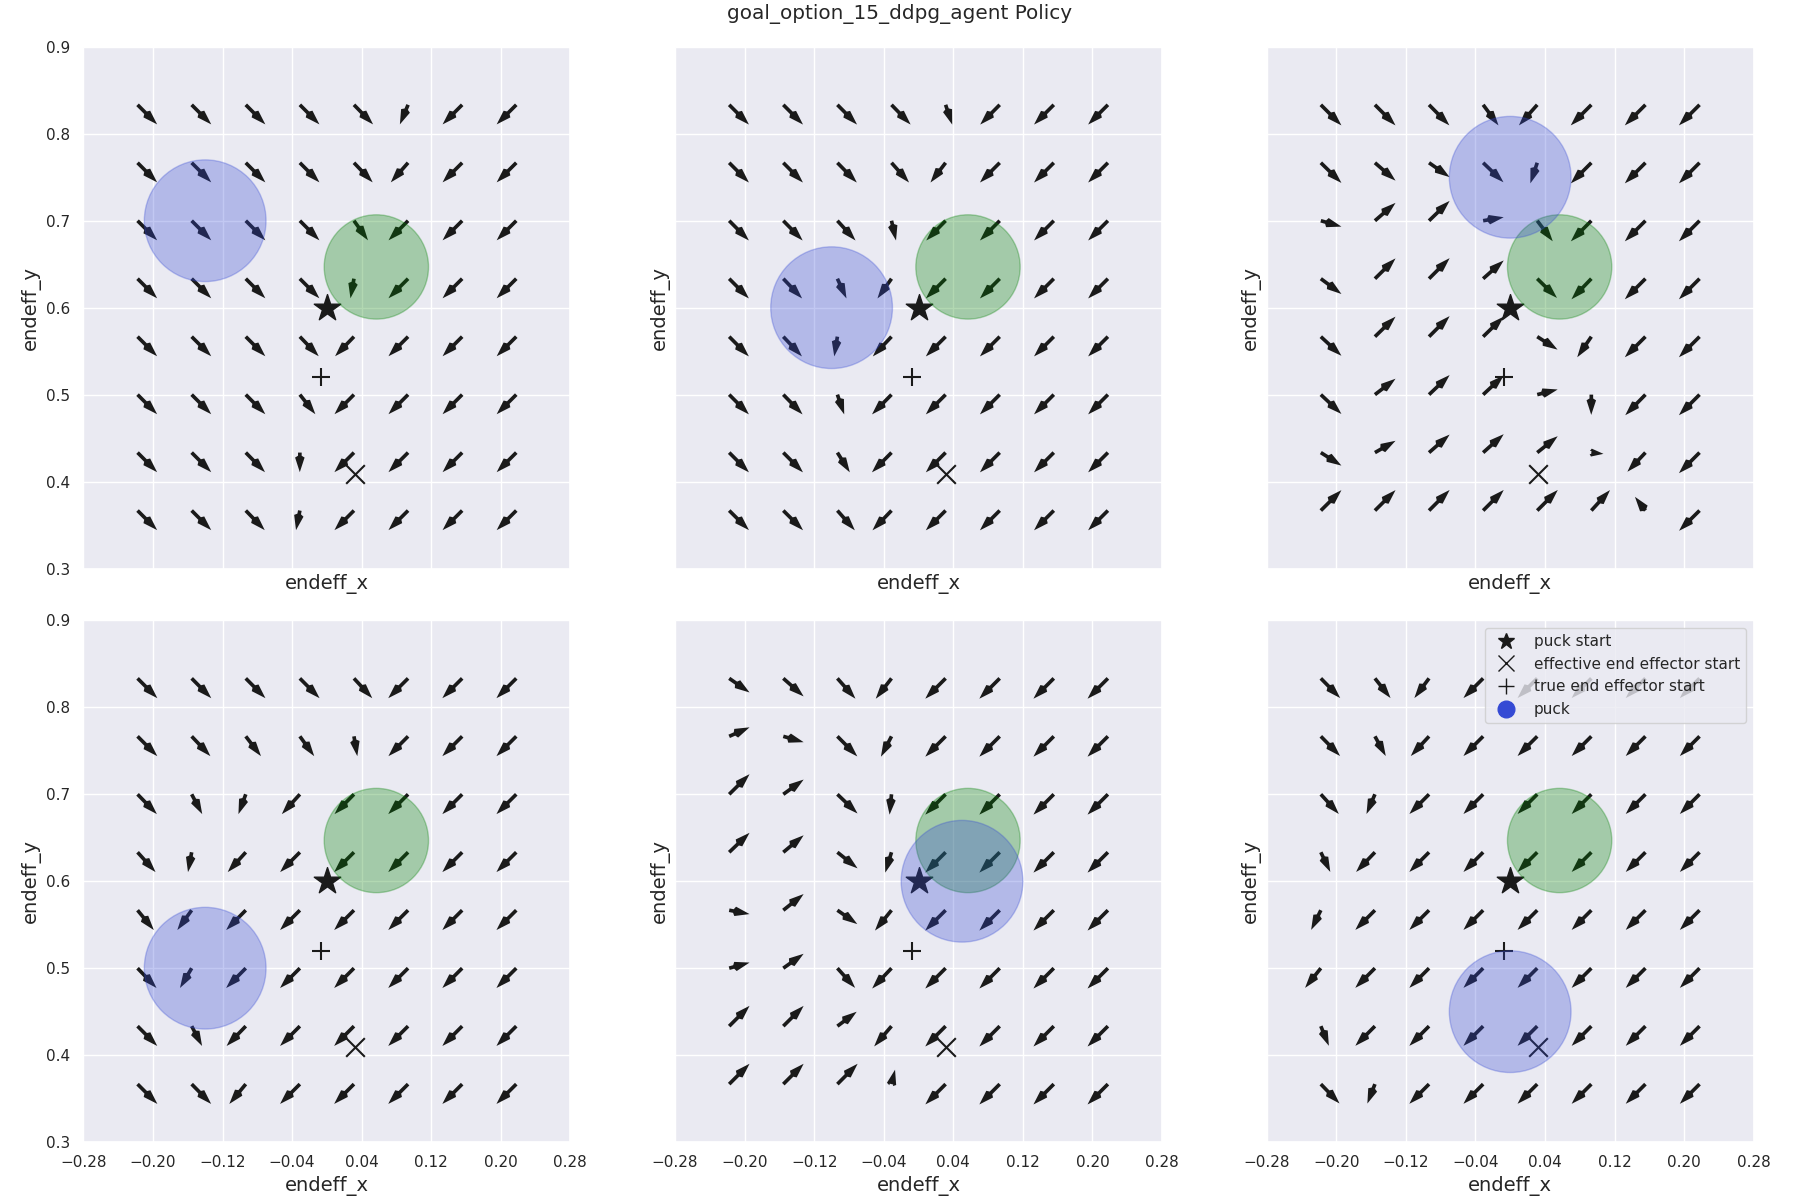 goal_option_15_ddpg_agent Policy
0.9
0.8
0.7
0.6
0.5
0.4
0.3
endeff_y
endeff_x
endeff_y
endeff_x
endeff_y
endeff_x
0.9
0.8
0.7
0.6
0.5
0.4
0.3
endeff_y
−0.28 −0.20 −0.12 −0.04 0.04 0.12 0.20 0.28
endeff_x
endeff_y
−0.28 −0.20 −0.12 −0.04 0.04 0.12 0.20 0.28
endeff_x
puck start
effective end effector start
true end effector start
puck
endeff_y
−0.28 −0.20 −0.12 −0.04 0.04 0.12 0.20 0.28
endeff_x